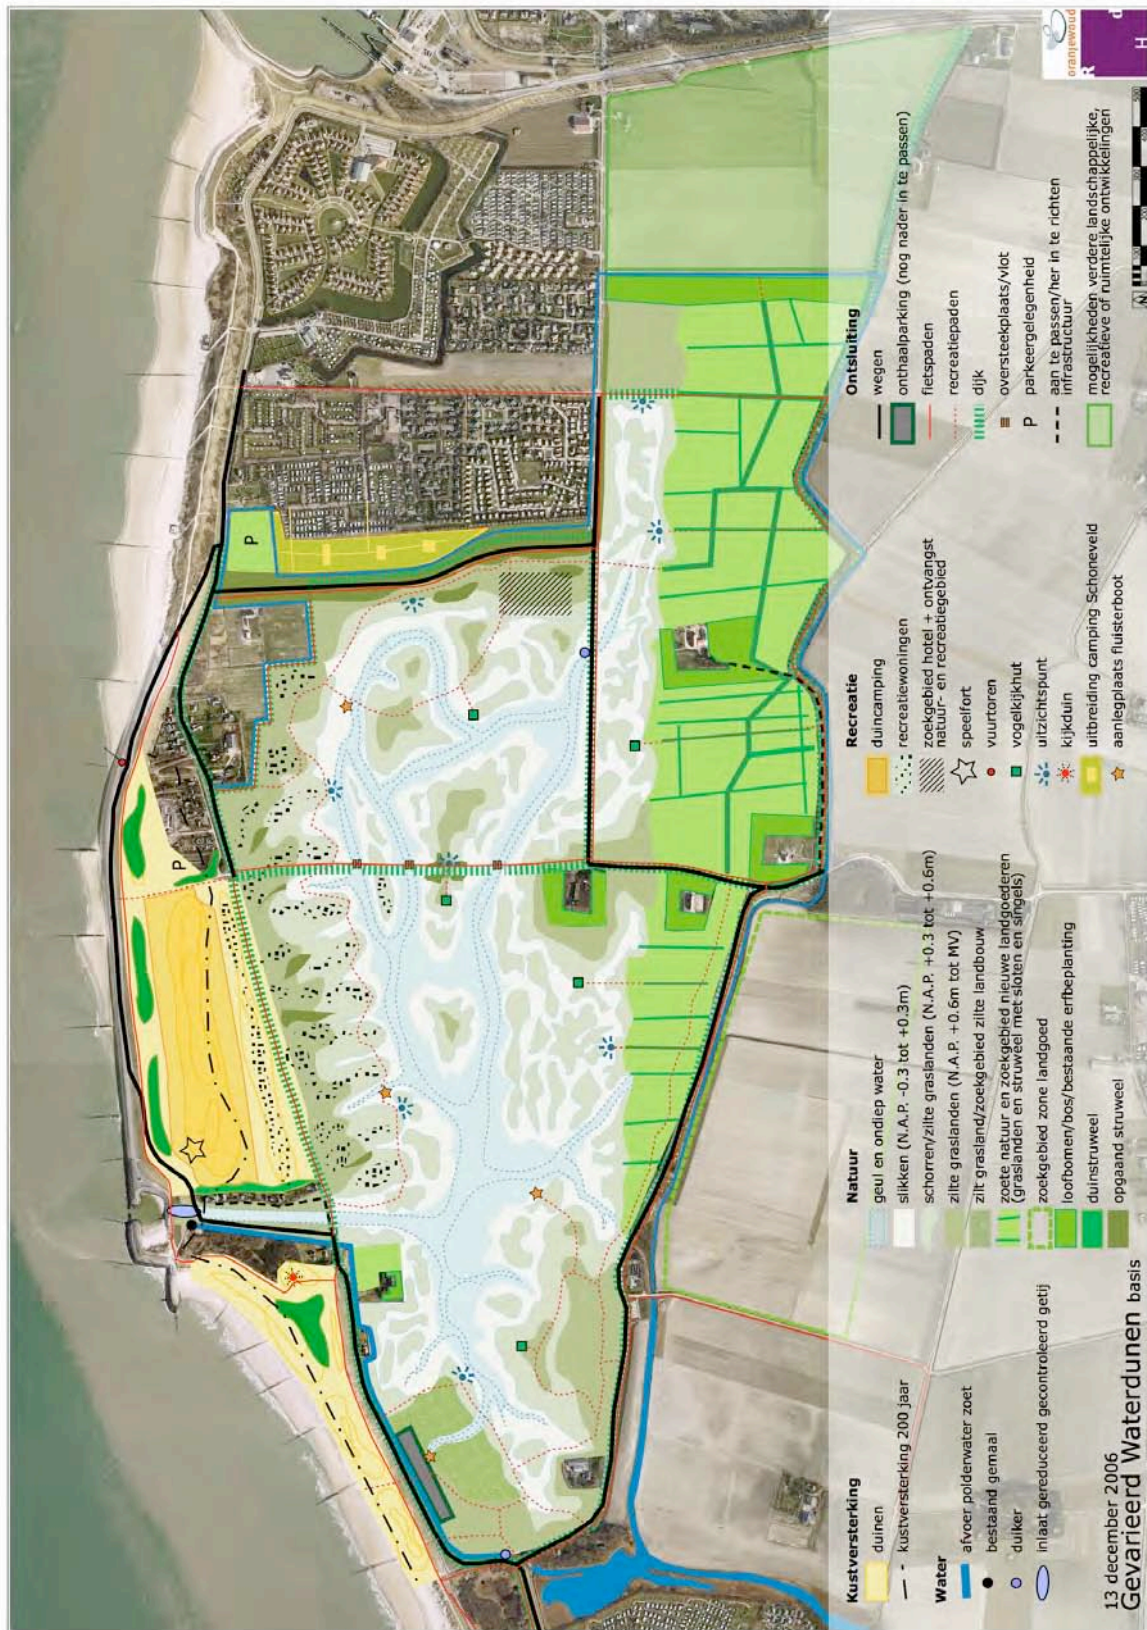 Kustversterking
duinen
kustversterking 200 jaar
Water
afvoer polderwater zoet
bestaand gemaal
duiker
inlaat gereduceerd gecontroleerd getij
13 december 2006
Gevarieerd Waterdunen basis
Natuur
geul en ondiep water
slikken (N.A.P. -0.3 tot +0.3m)
schorren/zilte graslanden (N.A.P. +0.3 tot +0.6m)
zilte graslanden (N.A.P. +0.6m tot MV)
zilt grasland/zoekgebied zilte landbouw
zoete natuur en zoekgebied nieuwe landgoederen
(graslanden en struweel met sloten en singels)
zoekgebied zone landgoed
loofbomen/bos/bestaande erfbeplanting
duinstruweel
opgaand struweel
Recreatie
duincamping
recreatiewoningen
zoekgebied hotel + ontvangst
natuur- en recreatiegebied
speelfort
vuurtoren
vogelkijkhut
uitzichtspunt
kijkduin
uitbreiding camping Schoneveld
aanlegplaats fluisterboot
Ontsluiting
wegen
onthaalparking (nog nader in te passen)
fietspaden
recreatiepaden
dijk
oversteekplaats/vlot
P parkeergelegenheid
aan te passen/her in te richten
infrastructuur
mogelijkheden verdere landschappelijke,
recreatieve of ruimtelijke ontwikkelingen
oranjewoud
R
d
H
N
P
P